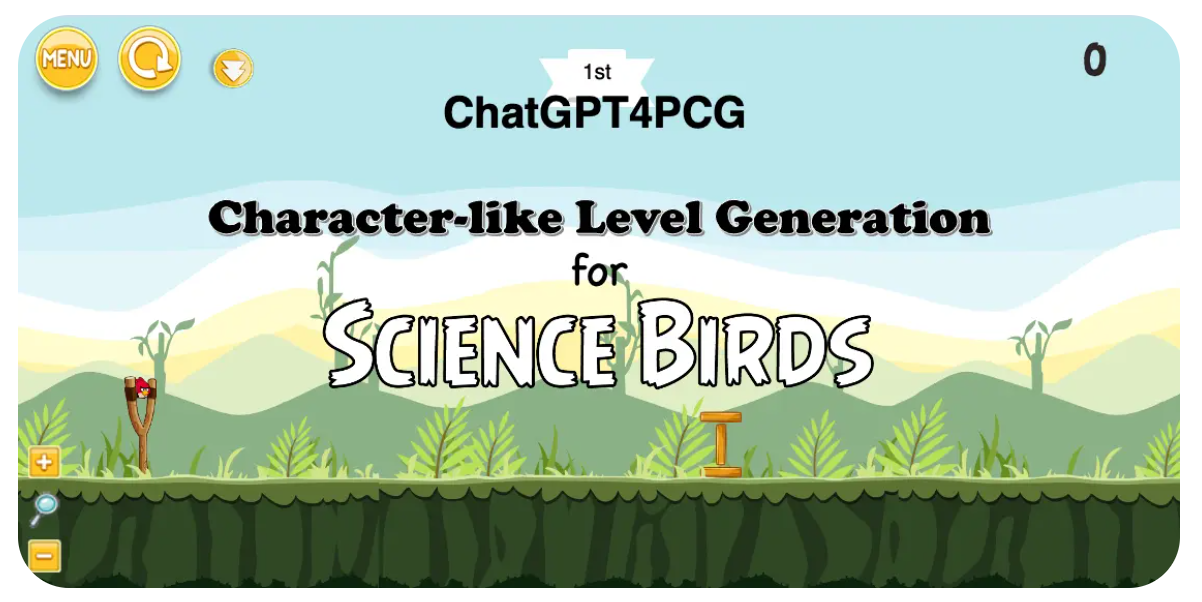 MENU
0
1st
ChatGPT4PCG
Character-like Level Generation
for
SCIENCE BIRDS